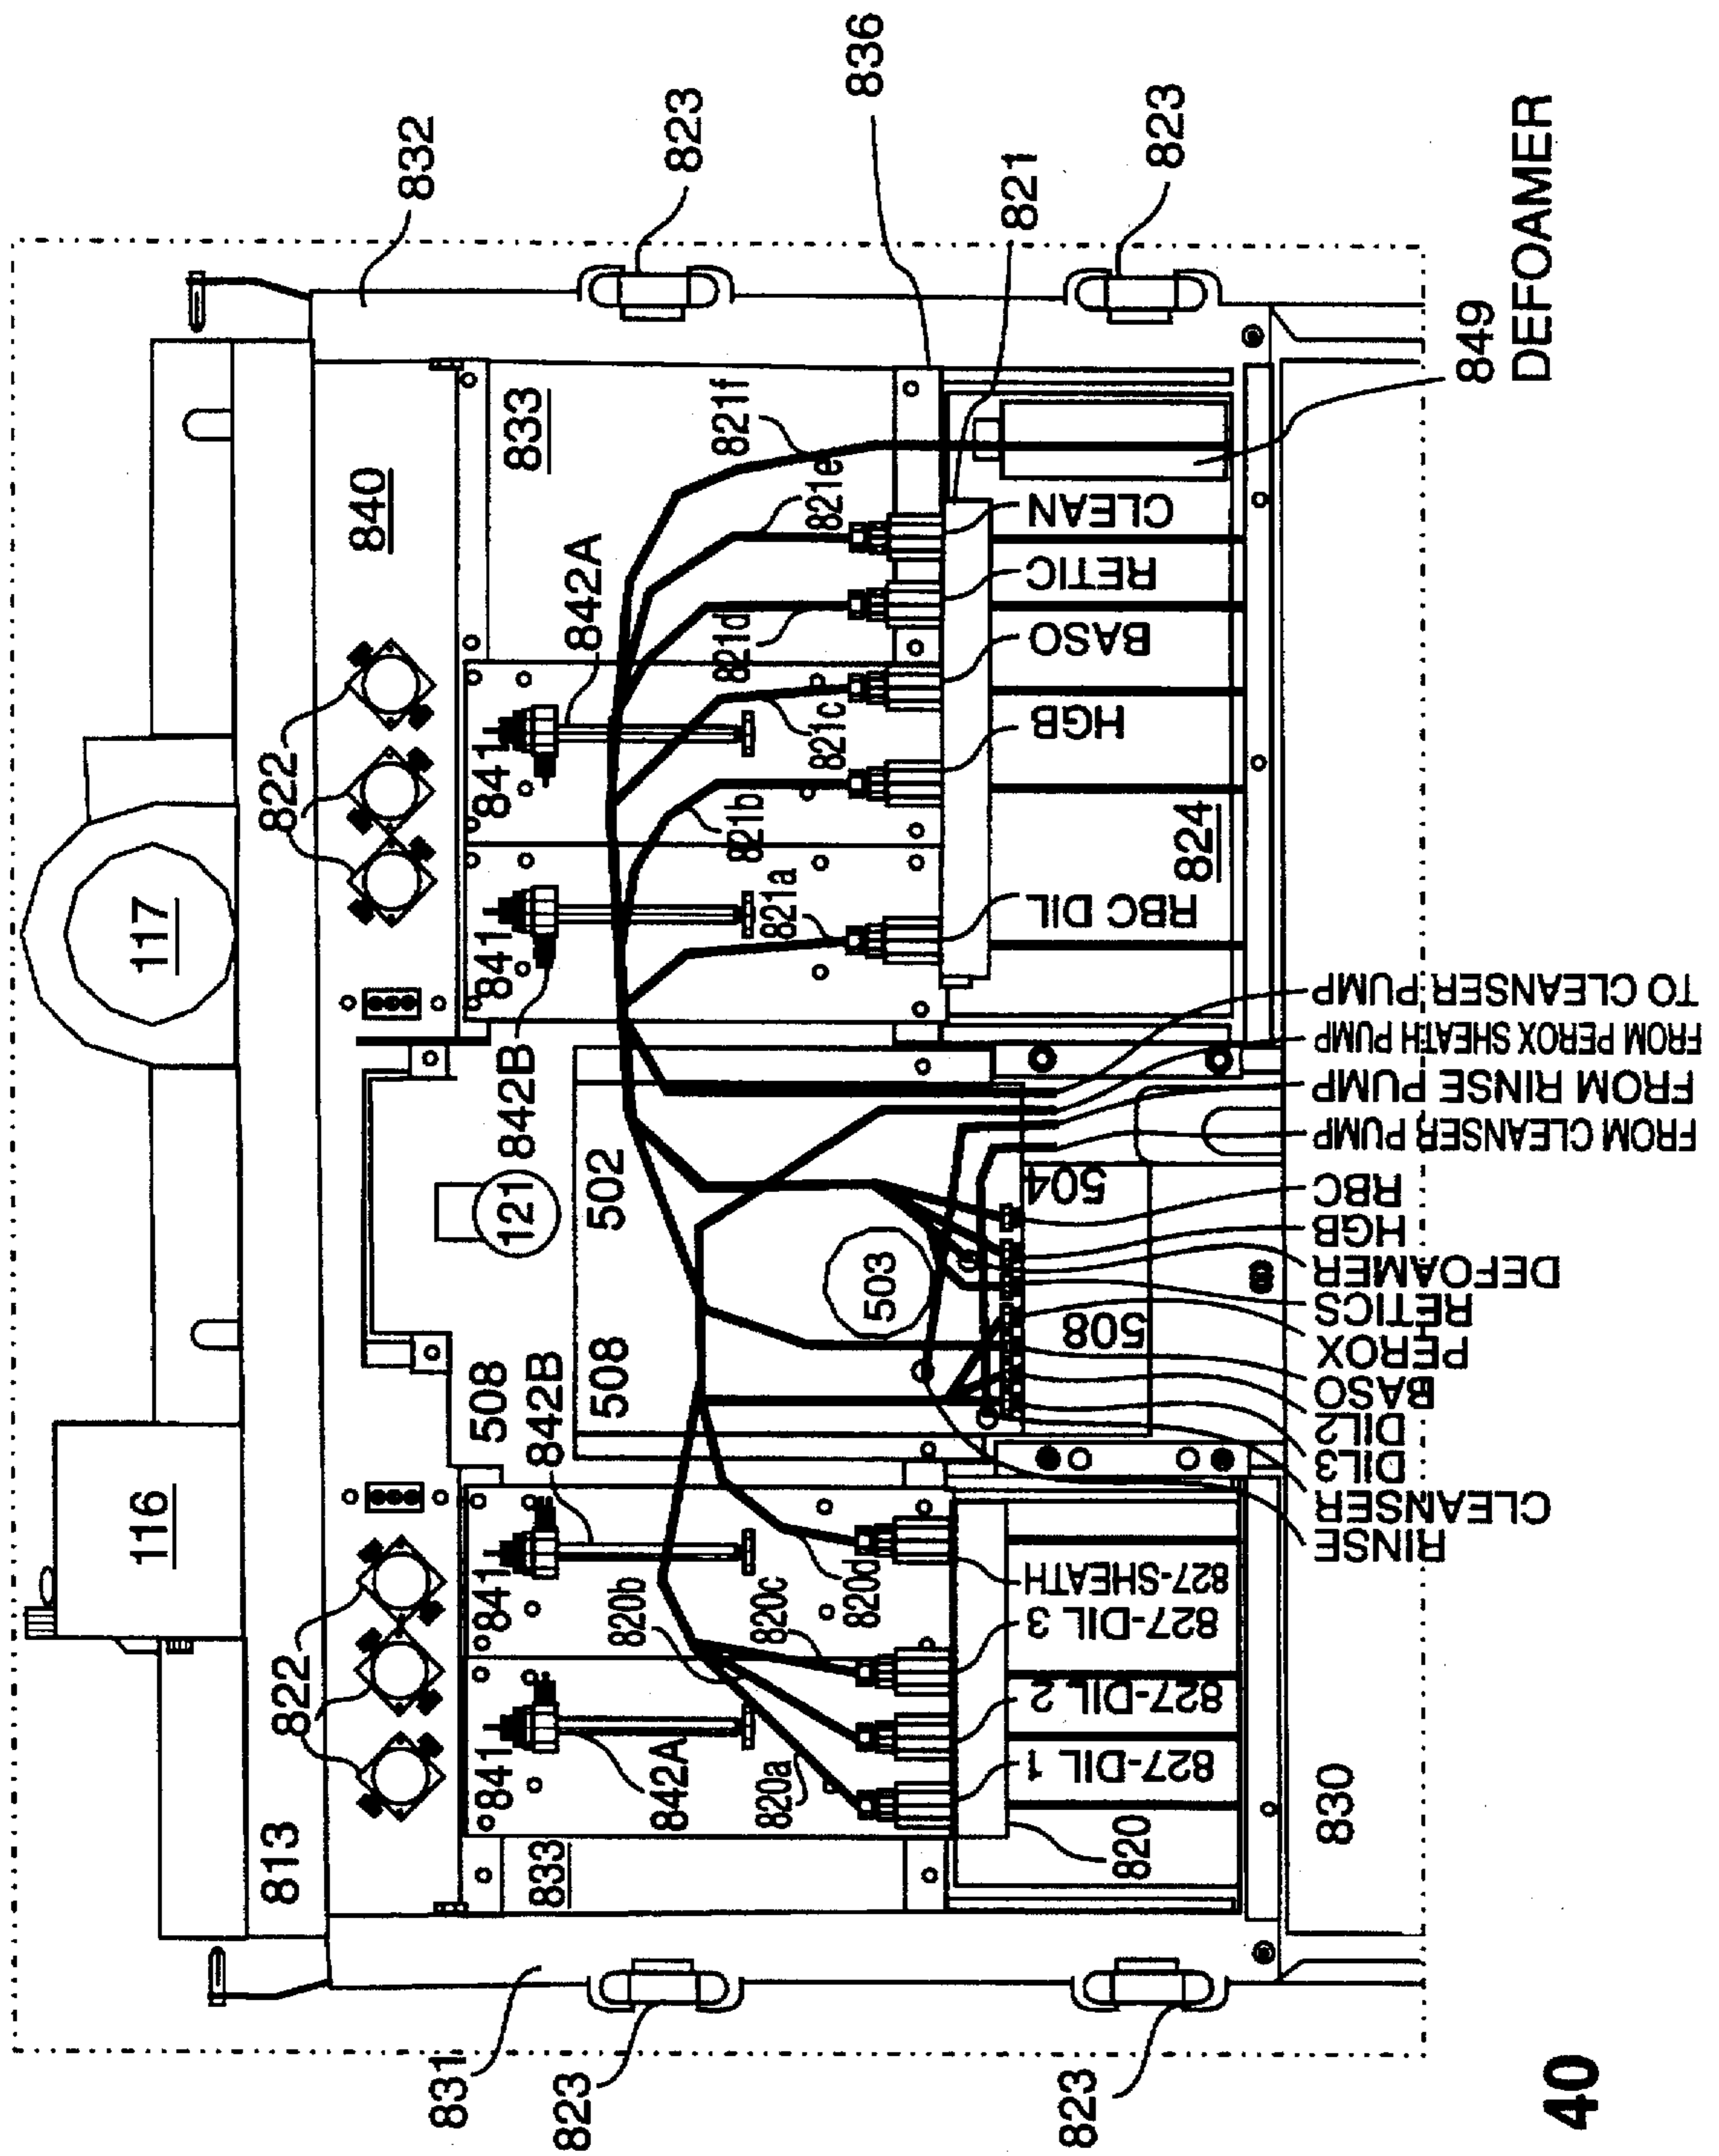 836
832
823
823
821
849
DEFOAMER
821f
833
840
821e
842A
821d
CLEAN
RETIC
BASO
HGB
RBC DIL
822
841
821c
821b
824
117
841
821a
842B
TO CLEANSER PUMP
FROM PEROX SHEATH PUMP
FROM RINSE PUMP
FROM CLEANSER PUMP
121
502
504
503
RBC
HGB
DEFOAMER
RETICS
PEROX
BASO
DIL2
DIL3
CLEANSER
RINSE
508
508
508
842B
116
841
820b
820c
820d
827-SHEATH
827-DIL 3
827-DIL 2
827-DIL 1
822
841
842A
820a
820
830
813
833
831
823
823
40